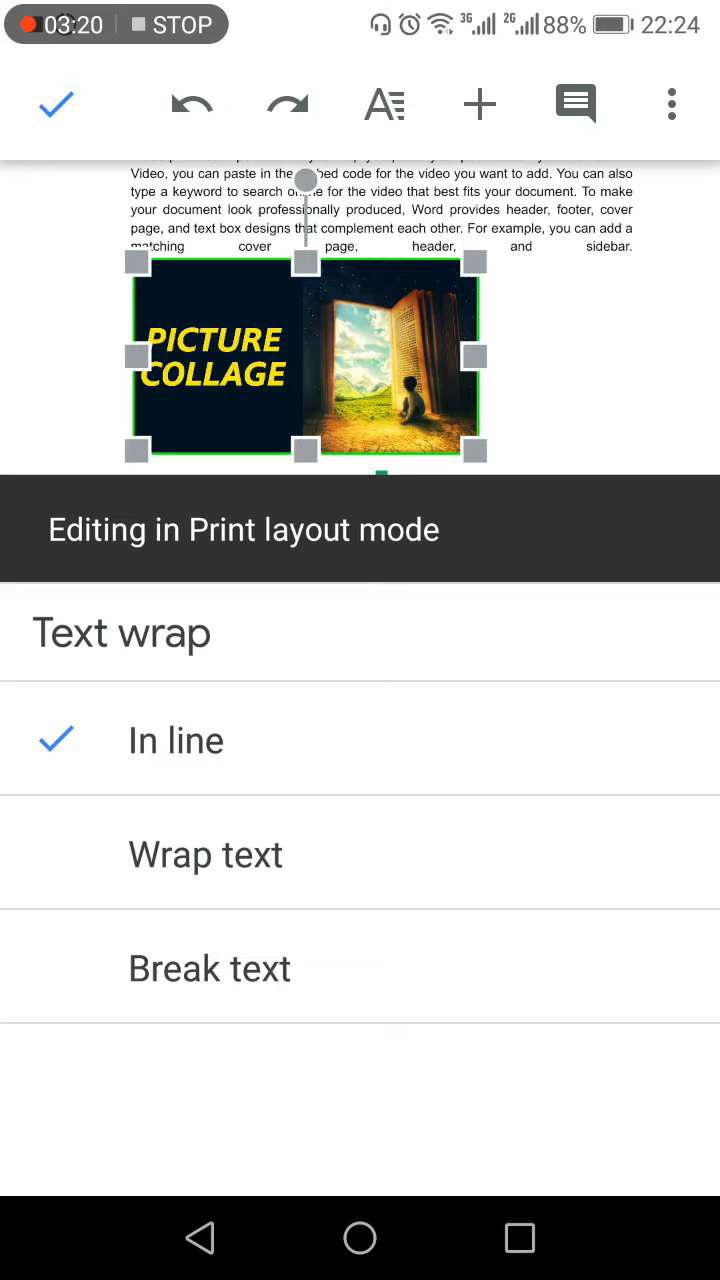 03:20 STOP 3G 2G 88% 22:24
Video, you can paste in the bed code for the video you want to add. You can also
type a keyword to search for the video that best fits your document. To make
your document look professionally produced, Word provides header, footer, cover
page, and text box designs that complement each other. For example, you can add a
matching cover page, header, and sidebar.
PICTURE
COLLAGE
Editing in Print layout mode
Text wrap
In line
Wrap text
Break text